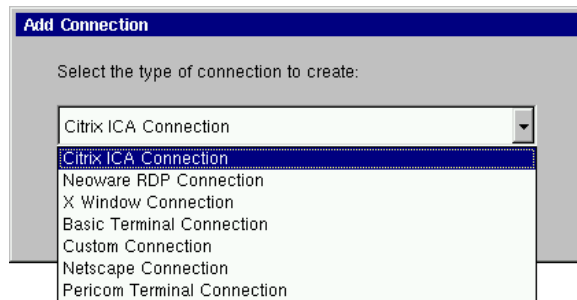 Add Connection
Select the type of connection to create:
Citrix ICA Connection
Citrix ICA Connection
Neoware RDP Connection
X Window Connection
Basic Terminal Connection
Custom Connection
Netscape Connection
Pericom Terminal Connection